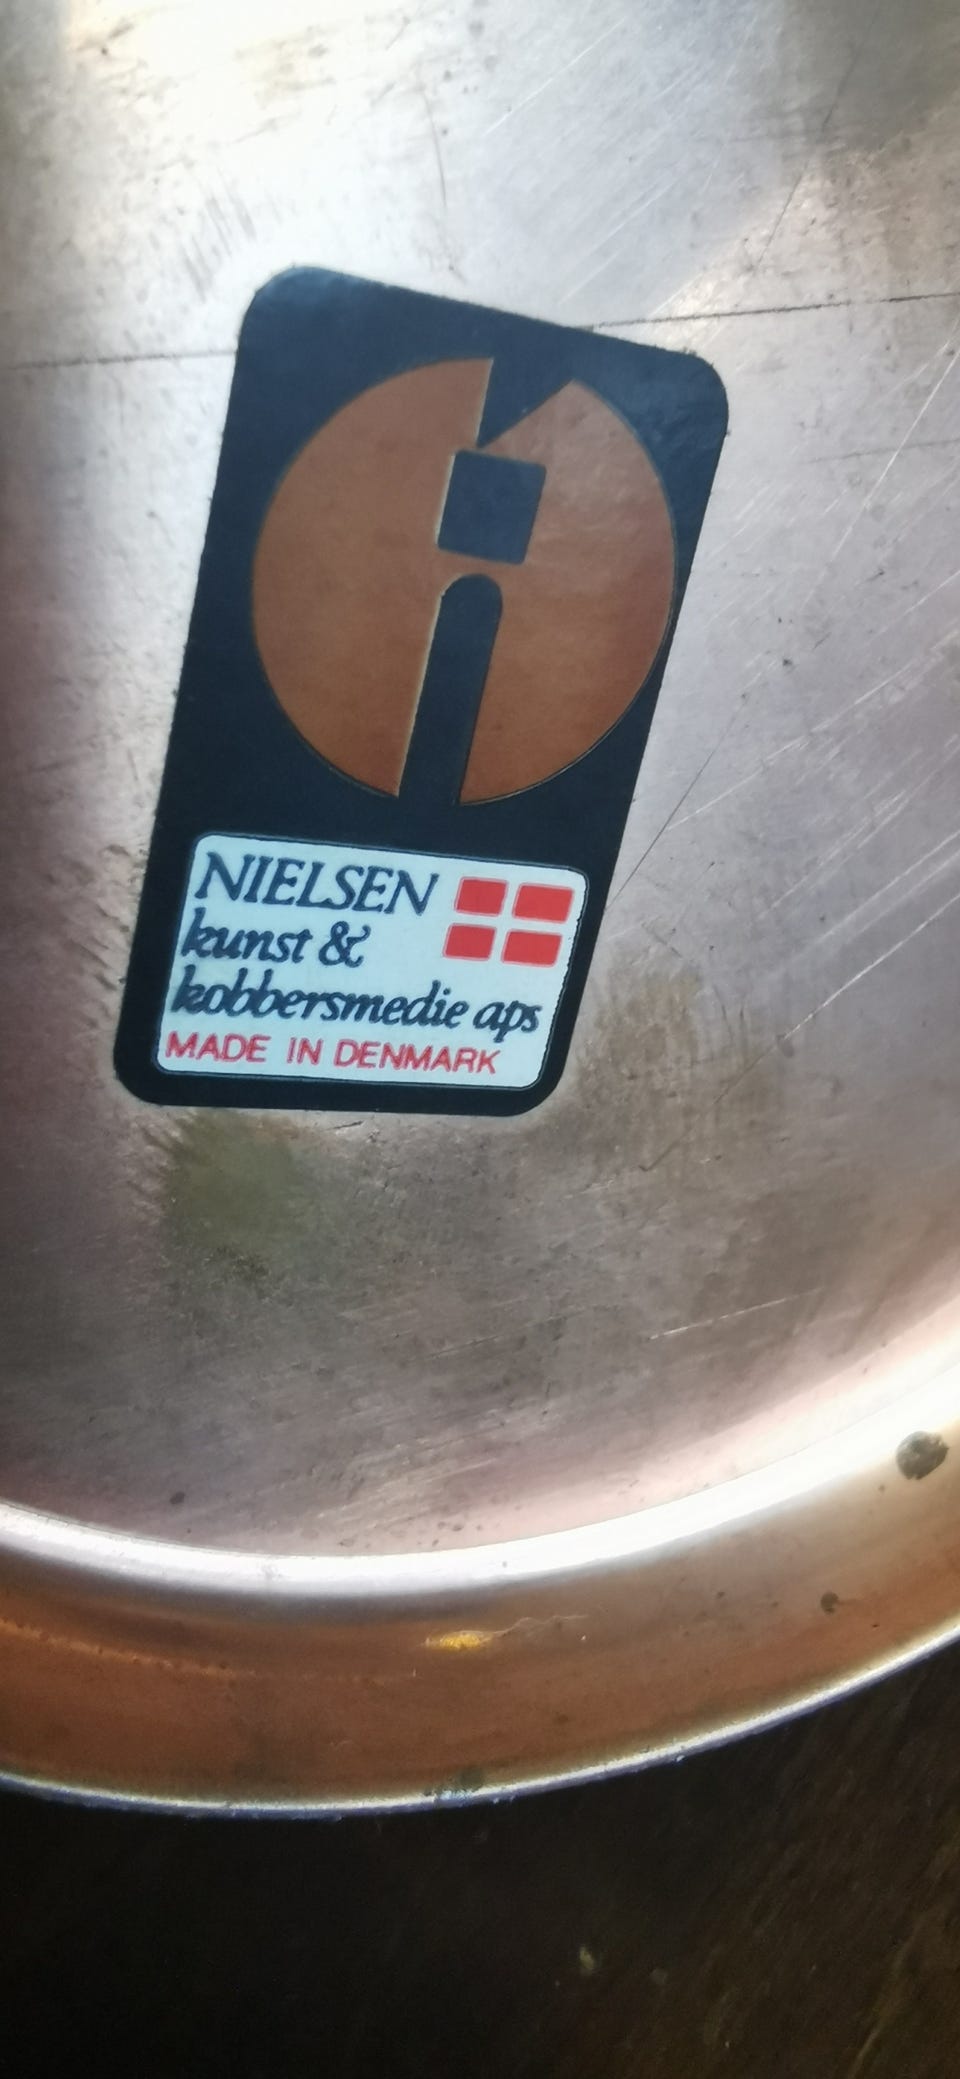 NIELSEN
kunst &
kobbersmedie aps
MADE IN DENMARK